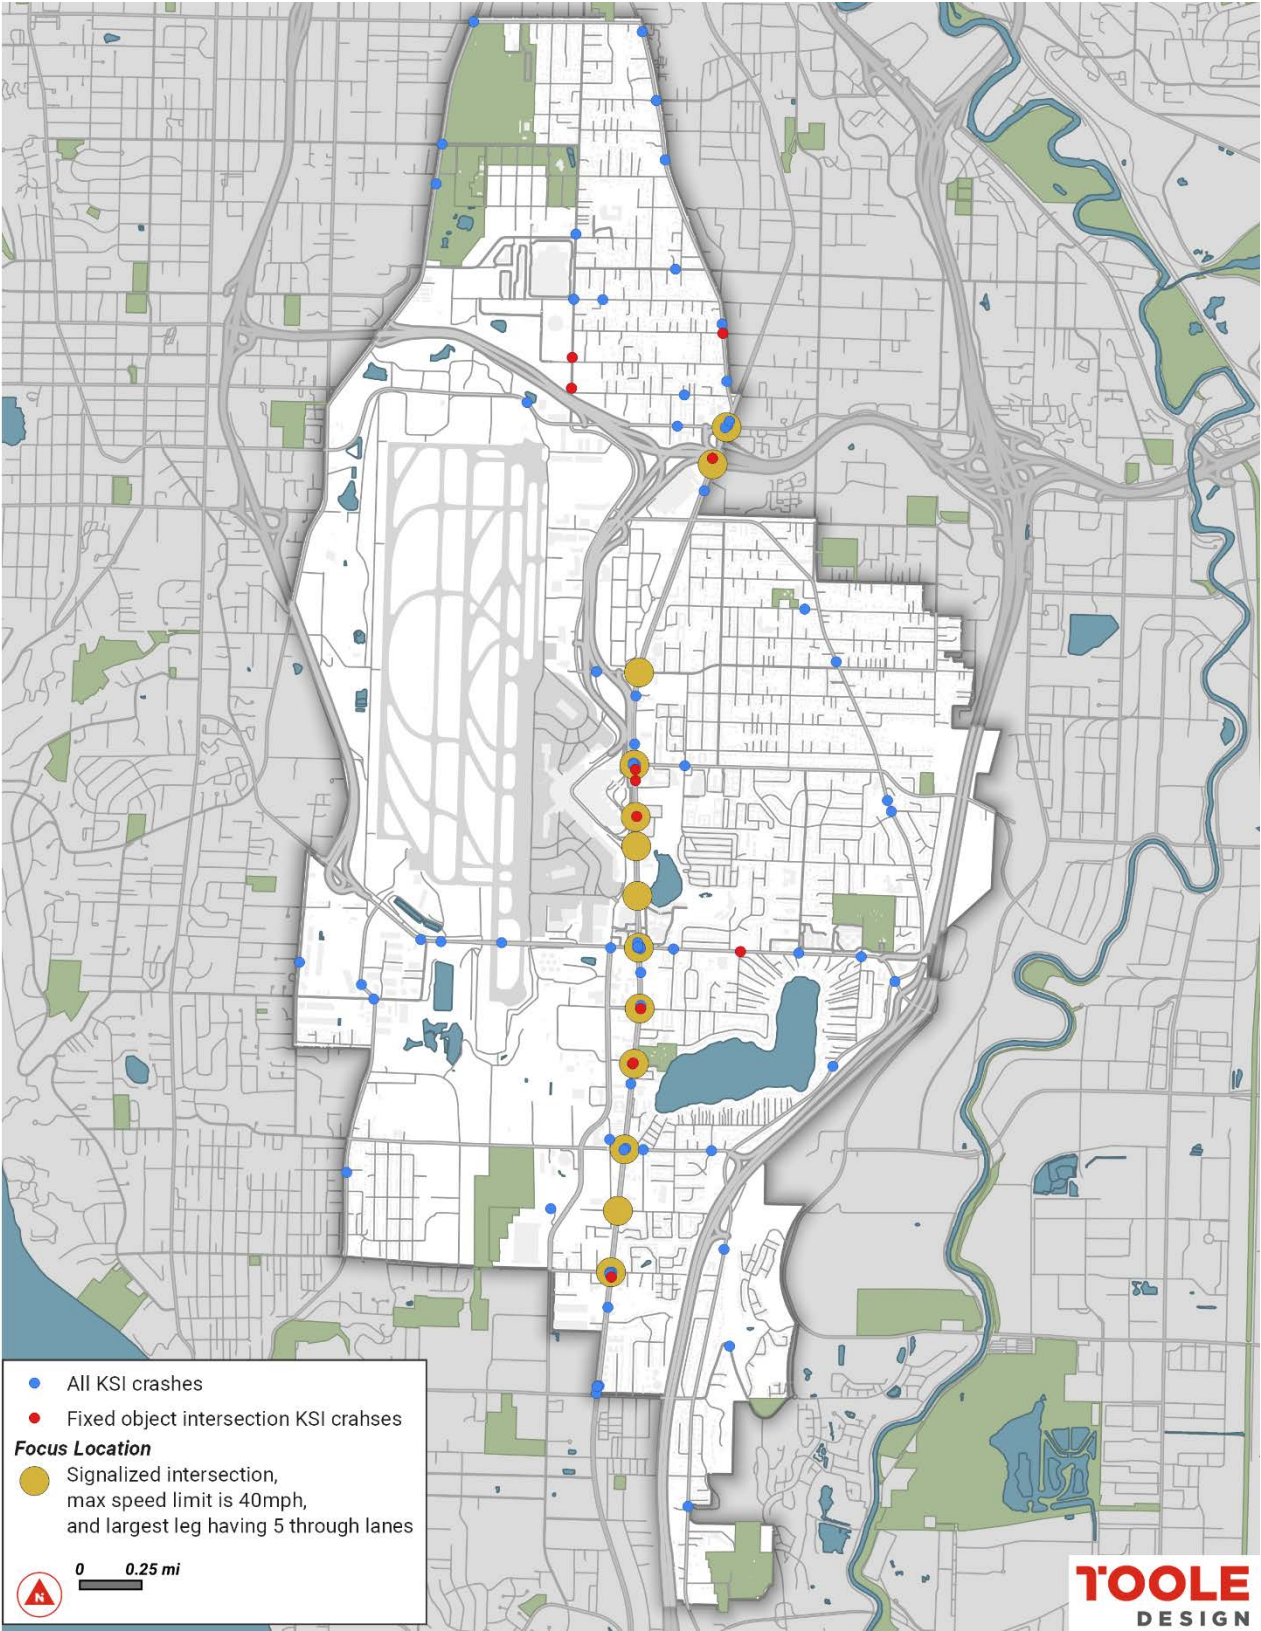 All KSI crashes
Fixed object intersection KSI crahses
Focus Location
Signalized intersection,
max speed limit is 40mph,
and largest leg having 5 through lanes
0 0.25 mi
N
TOOLE
DESIGN